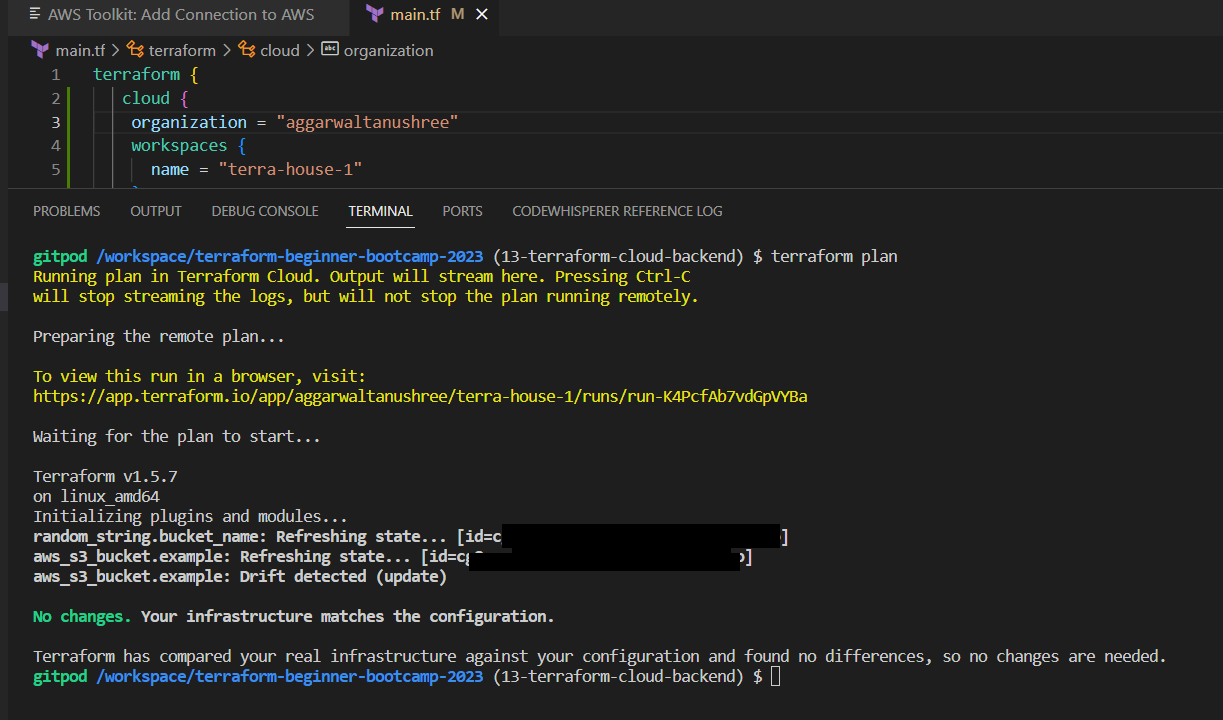 AWS Toolkit: Add Connection to AWS main.tf M
main.tf > terraform > cloud > organization
1 terraform {
2 cloud {
3 organization = "aggarwaltanushree"
4 workspaces {
5 name = "terra-house-1"
PROBLEMS OUTPUT DEBUG CONSOLE TERMINAL PORTS CODEWHISPERER REFERENCE LOG
gitpod /workspace/terraform-beginner-bootcamp-2023 (13-terraform-cloud-backend) $ terraform plan
Running plan in Terraform Cloud. Output will stream here. Pressing Ctrl-C
will stop streaming the logs, but will not stop the plan running remotely.
Preparing the remote plan...
To view this run in a browser, visit:
https://app.terraform.io/app/aggarwaltanushree/terra-house-1/runs/run-K4PcfAb7vdGpVYBa
Waiting for the plan to start...
Terraform v1.5.7
on linux_amd64
Initializing plugins and modules...
random_string.bucket_name: Refreshing state... [id=c ]
aws_s3_bucket.example: Refreshing state... [id=cg ]
aws_s3_bucket.example: Drift detected (update)
No changes. Your infrastructure matches the configuration.
Terraform has compared your real infrastructure against your configuration and found no differences, so no changes are needed.
gitpod /workspace/terraform-beginner-bootcamp-2023 (13-terraform-cloud-backend) $